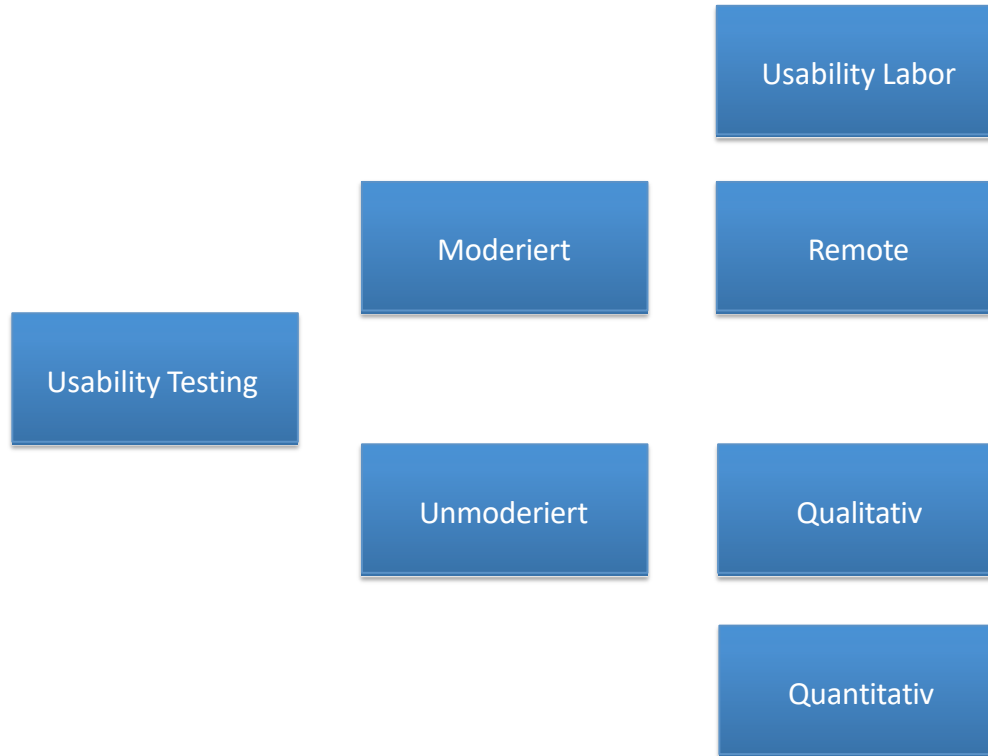 Usability Labor
Moderiert
Remote
Usability Testing
Unmoderiert
Qualitativ
Quantitativ